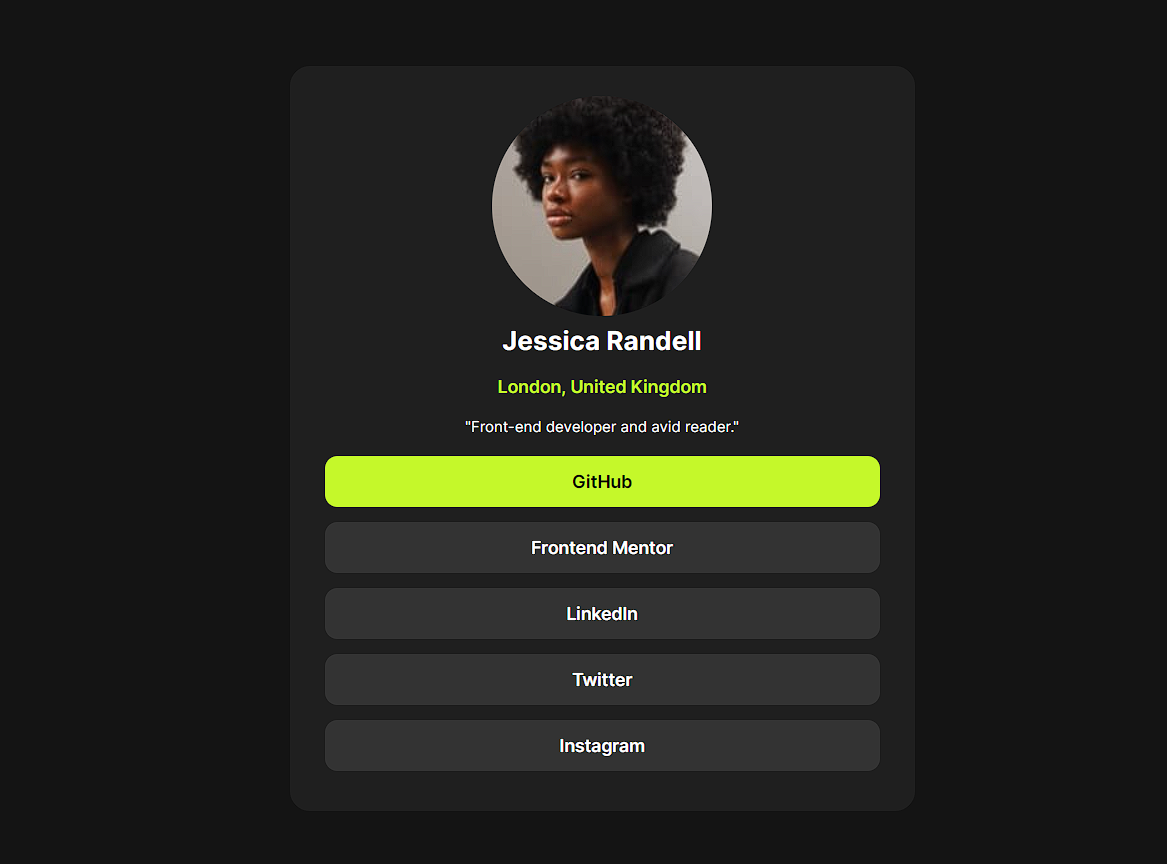 Jessica Randell
London, United Kingdom
"Front-end developer and avid reader."
GitHub
Frontend Mentor
LinkedIn
Twitter
Instagram